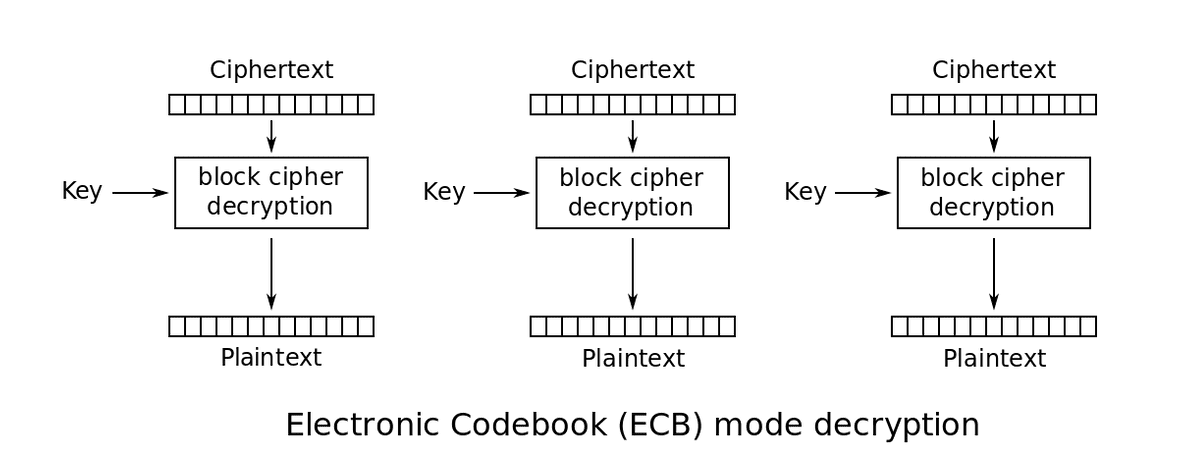 Ciphertext
Ciphertext
Ciphertext
Key
block cipher
decryption
Key
block cipher
decryption
Key
block cipher
decryption
Plaintext
Plaintext
Plaintext
Electronic Codebook (ECB) mode decryption